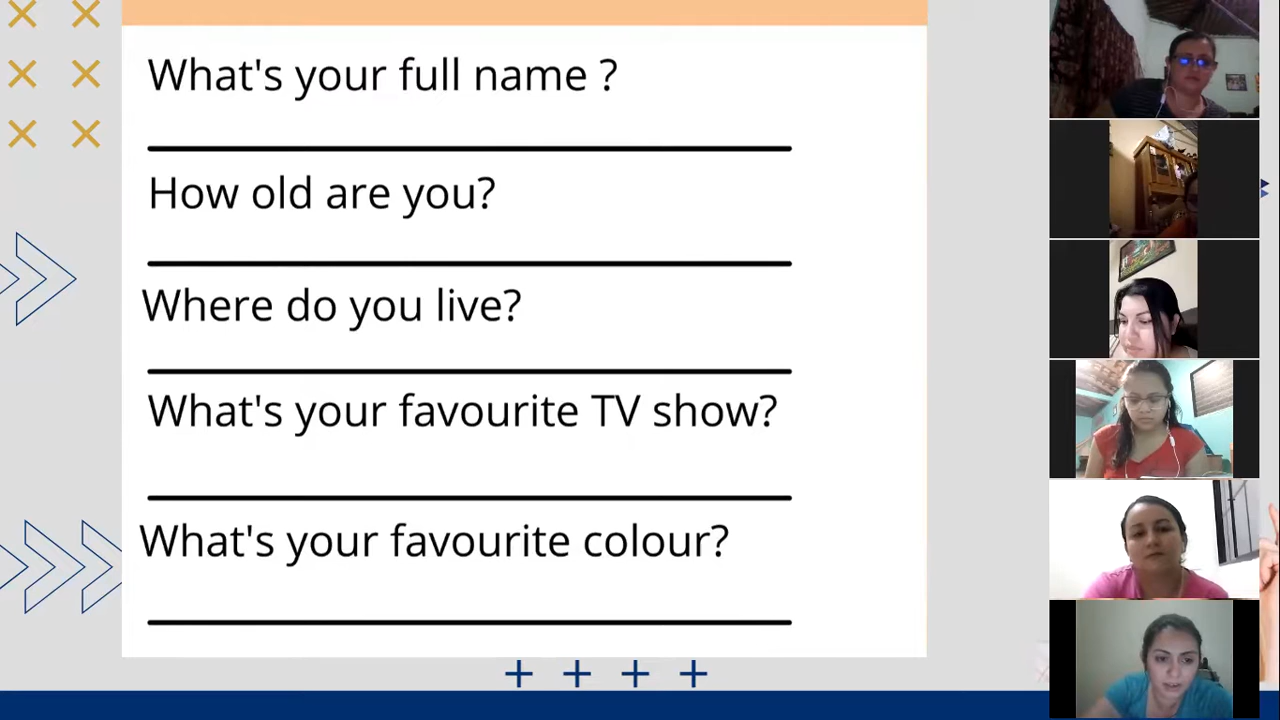 What's your full name ?
How old are you?
Where do you live?
What's your favourite TV show?
What's your favourite colour?